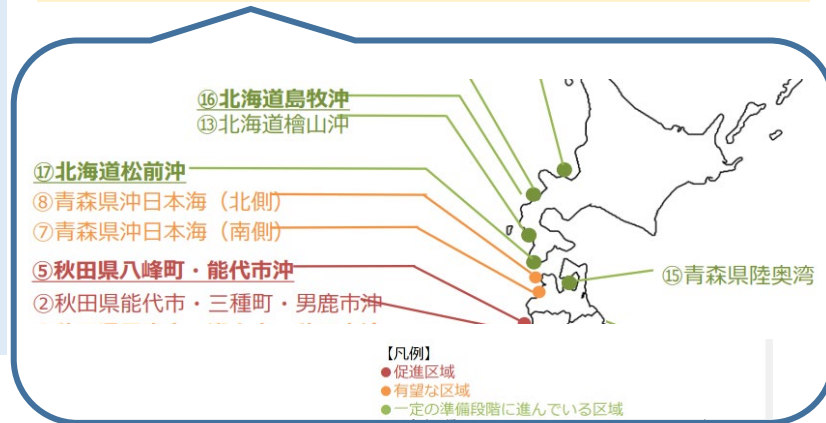 ⑯北海道島牧沖
⑬北海道檜山沖
⑰北海道松前沖
⑧青森県沖日本海（北側）
⑦青森県沖日本海（南側）
⑤秋田県八峰町・能代市沖
②秋田県能代市・三種町・男鹿市沖
⑮青森県陸奥湾
【凡例】
●促進区域
●有望な区域
●一定の準備段階に進んでいる区域